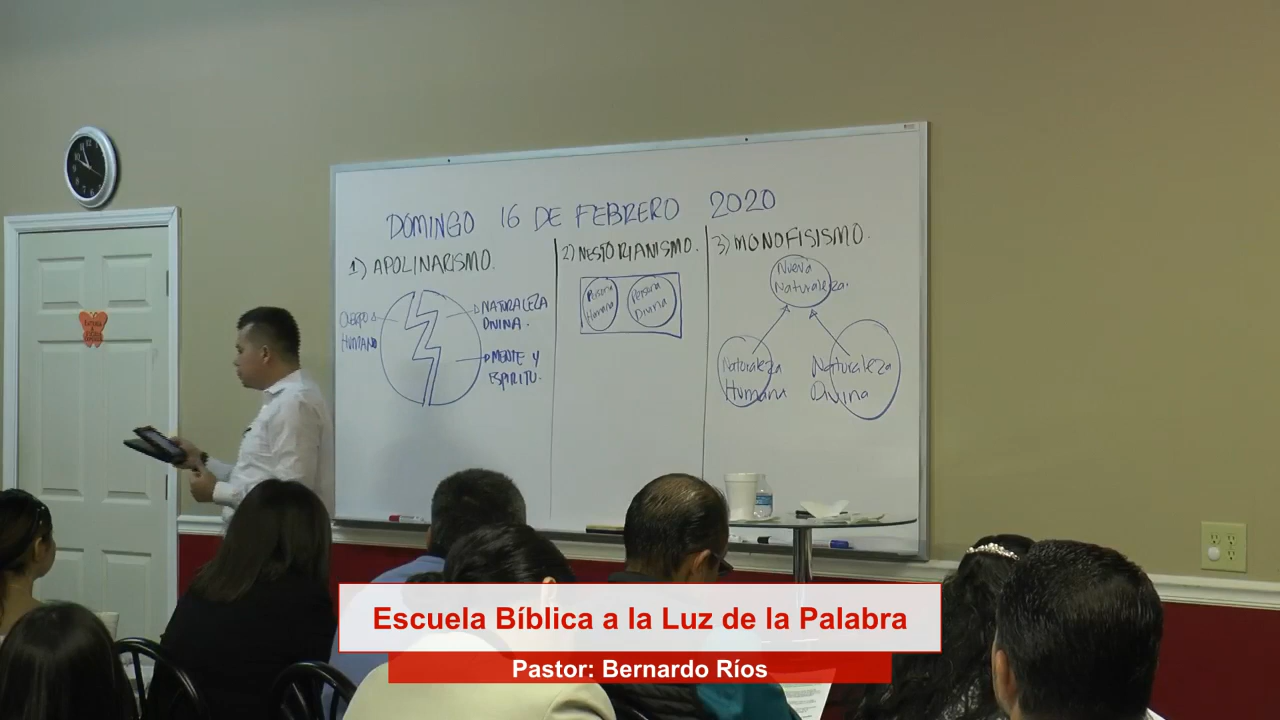 DOMINGO 16 DE FEBRERO 2020
1) APOLINARISMO.
CUERPO
HUMANO
NATURALEZA
DIVINA.
MENTE Y
ESPIRITU.
2) NESTORIANISMO.
Persona
Humana
Persona
Divina
3) MONOFISISMO.
Nueva
Naturaleza.
Naturaleza
Humana
Naturaleza
Divina
Escuela Bíblica a la Luz de la Palabra
Pastor: Bernardo Ríos